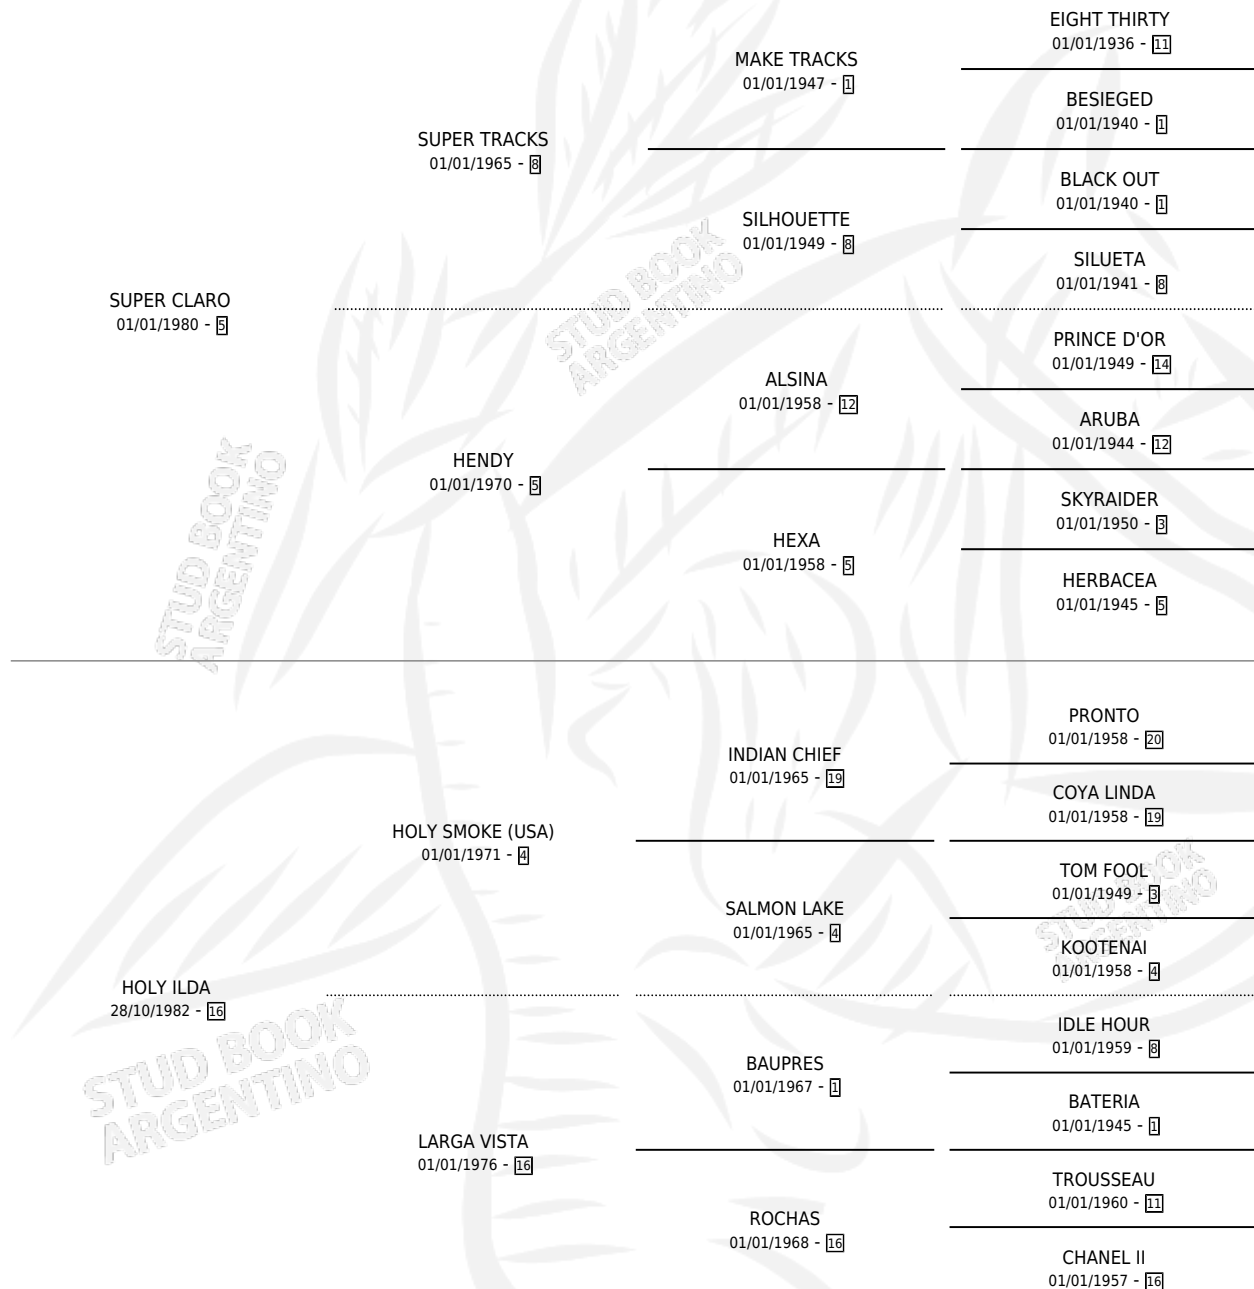 EIGHT THIRTY
01/01/1936 - 11
MAKE TRACKS
01/01/1947 - 1
BESIEGED
01/01/1940 - 1
SUPER TRACKS
01/01/1965 - 8
BLACK OUT
01/01/1940 - 1
SILHOUETTE
01/01/1949 - 8
SILUETA
01/01/1941 - 8
SUPER CLARO
01/01/1980 - 5
PRINCE D'OR
01/01/1949 - 14
ALSINA
01/01/1958 - 12
ARUBA
01/01/1944 - 12
HENDY
01/01/1970 - 5
SKYRAIDER
01/01/1950 - 3
HEXA
01/01/1958 - 5
HERBACEA
01/01/1945 - 5
PRONTO
01/01/1958 - 20
INDIAN CHIEF
01/01/1965 - 19
COYA LINDA
01/01/1958 - 19
HOLY SMOKE (USA)
01/01/1971 - 4
TOM FOOL
01/01/1949 - 3
SALMON LAKE
01/01/1965 - 4
KOOTENAI
01/01/1958 - 4
HOLY ILDA
28/10/1982 - 16
IDLE HOUR
01/01/1959 - 8
BAUPRES
01/01/1967 - 1
BATERIA
01/01/1945 - 1
LARGA VISTA
01/01/1976 - 16
TROUSSEAU
01/01/1960 - 11
ROCHAS
01/01/1968 - 16
CHANEL II
01/01/1957 - 16
STUD BOOK
ARGENTINO
STUD BOOK
ARGENTINO
STUD BOOK
ARGENTINO
STUD BOOK
ARGENTINO